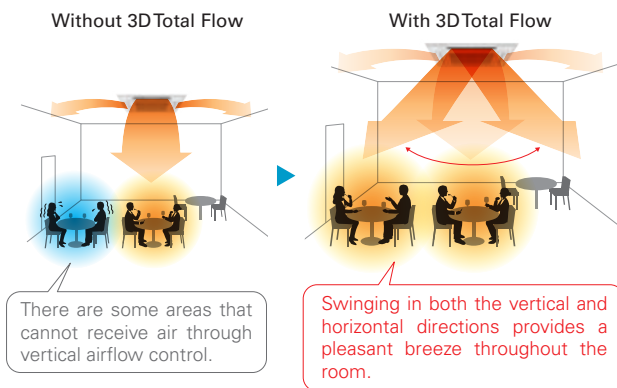 Without 3D Total Flow
With 3D Total Flow
There are some areas that
cannot receive air through
vertical airflow control.
Swinging in both the vertical and
horizontal directions provides a
pleasant breeze throughout the
room.